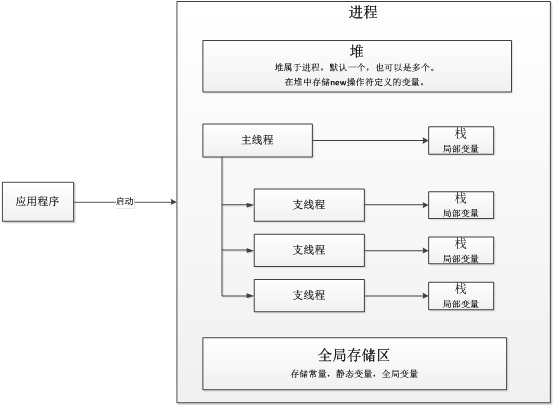 进程
堆
堆属于进程，默认一个，也可以是多个。
在堆中存储new操作符定义的变量。
主线程
栈
局部变量
应用程序
启动
支线程
栈
局部变量
支线程
栈
局部变量
支线程
栈
局部变量
全局存储区
存储常量，静态变量，全局变量